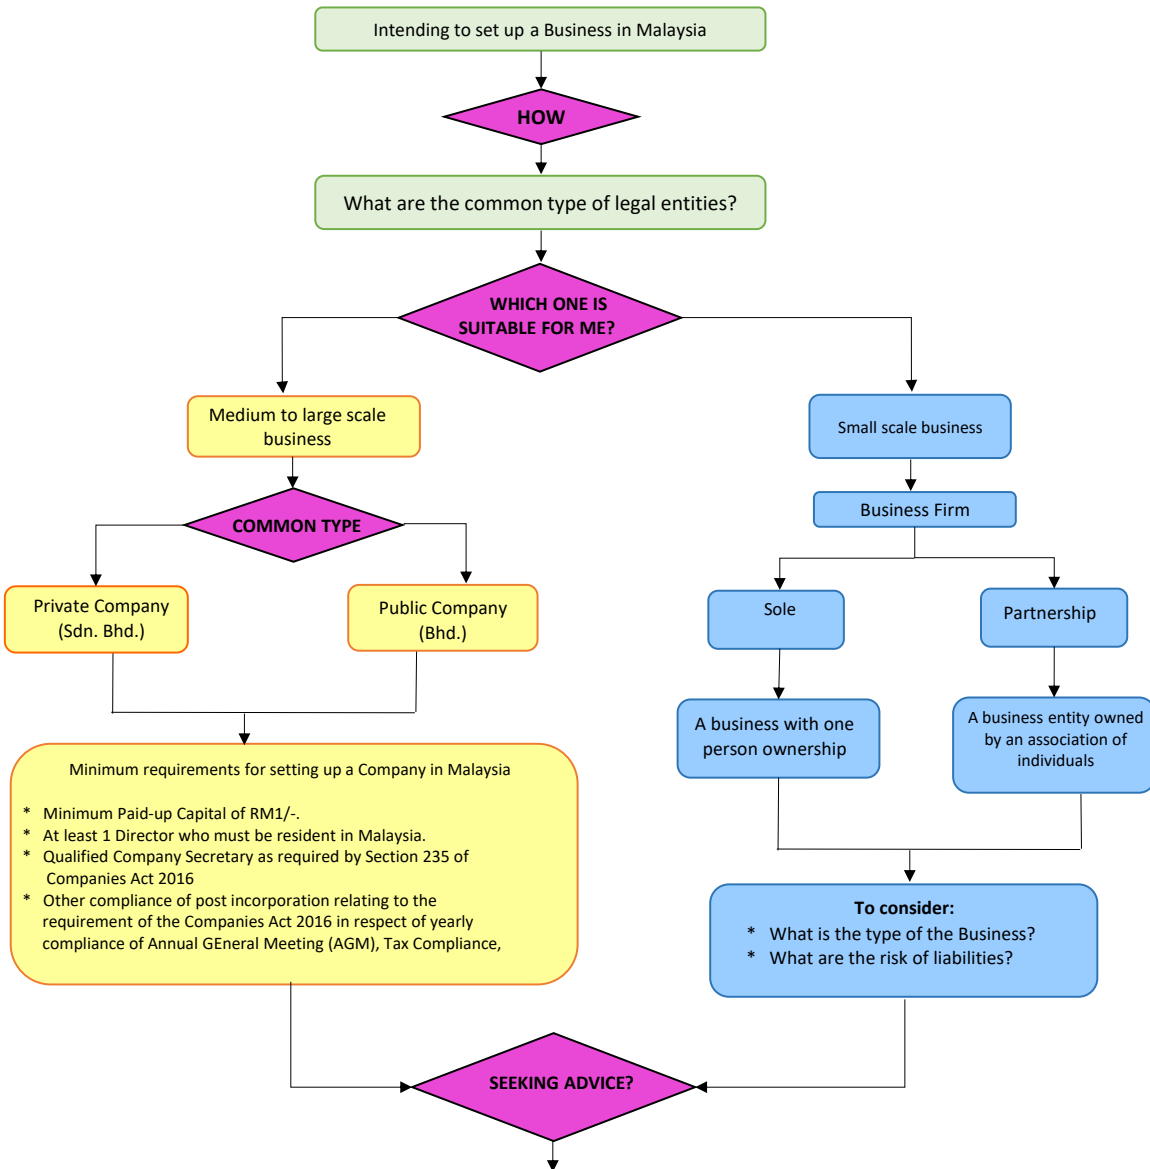 Intending to set up a Business in Malaysia
HOW
What are the common type of legal entities?
WHICH ONE IS
SUITABLE FOR ME?
Medium to large scale
business
Small scale business
COMMON TYPE
Business Firm
Private Company
(Sdn. Bhd.)
Public Company
(Bhd.)
Sole
Partnership
A business with one
person ownership
A business entity owned
by an association of
individuals
Minimum requirements for setting up a Company in Malaysia
* Minimum Paid-up Capital of RM1/-.
* At least 1 Director who must be resident in Malaysia.
* Qualified Company Secretary as required by Section 235 of
Companies Act 2016
* Other compliance of post incorporation relating to the
requirement of the Companies Act 2016 in respect of yearly
compliance of Annual GEneral Meeting (AGM), Tax Compliance,
To consider:
* What is the type of the Business?
* What are the risk of liabilities?
SEEKING ADVICE?